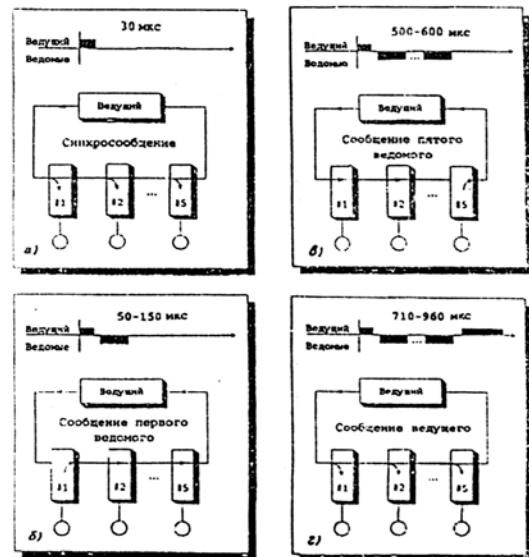 30 мкс
Ведущий
Ведомые
Ведущий
Синхросообщение
#1
#2
...
#5
а)
500-600 мкс
Ведущий
Ведомые
...
Ведущий
Сообщение пятого
ведомого
#1
#2
...
#5
в)
50-150 мкс
Ведущий
Ведомые
Ведущий
Сообщение первого
ведомого
#1
#2
...
#5
б)
710-960 мкс
Ведущий
Ведомые
...
Ведущий
Сообщение ведущего
#1
#2
...
#5
г)